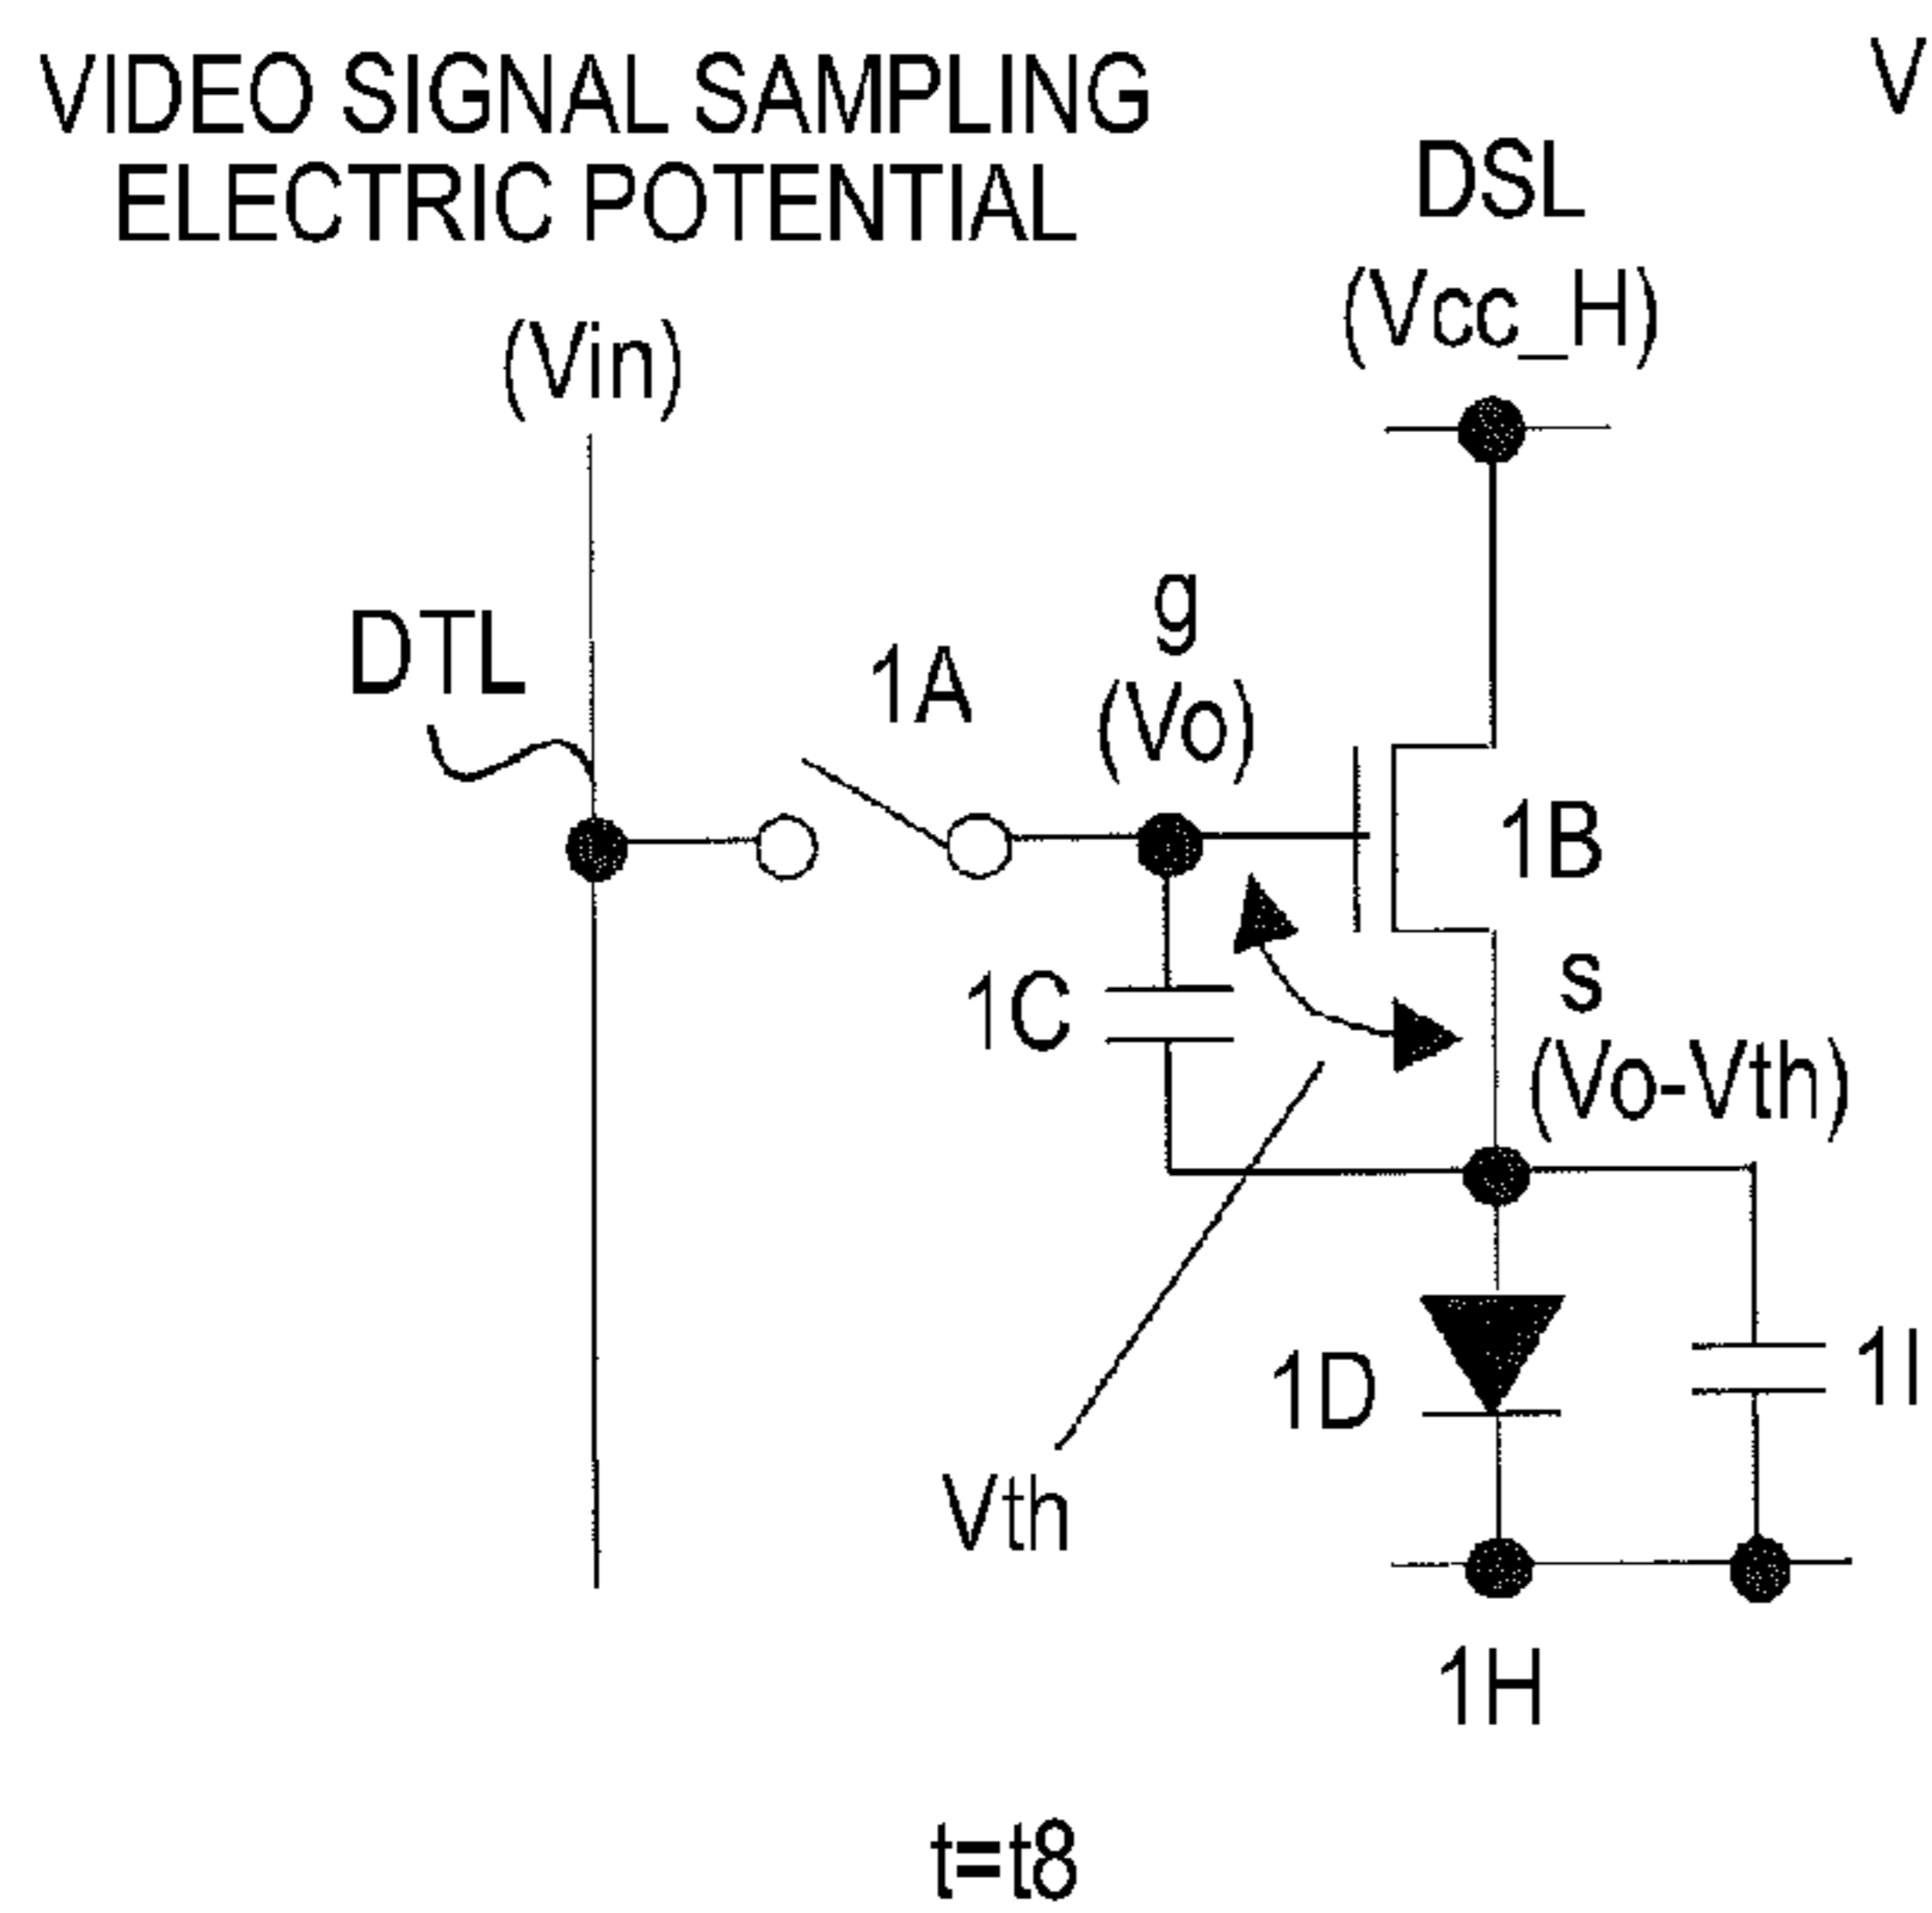 VIDEO SIGNAL SAMPLING
ELECTRIC POTENTIAL
(Vin)
V
DSL
(Vcc_H)
DTL
1A
g
(Vo)
1B
1C
s
(Vo-Vth)
1D
1I
Vth
1H
t=t8